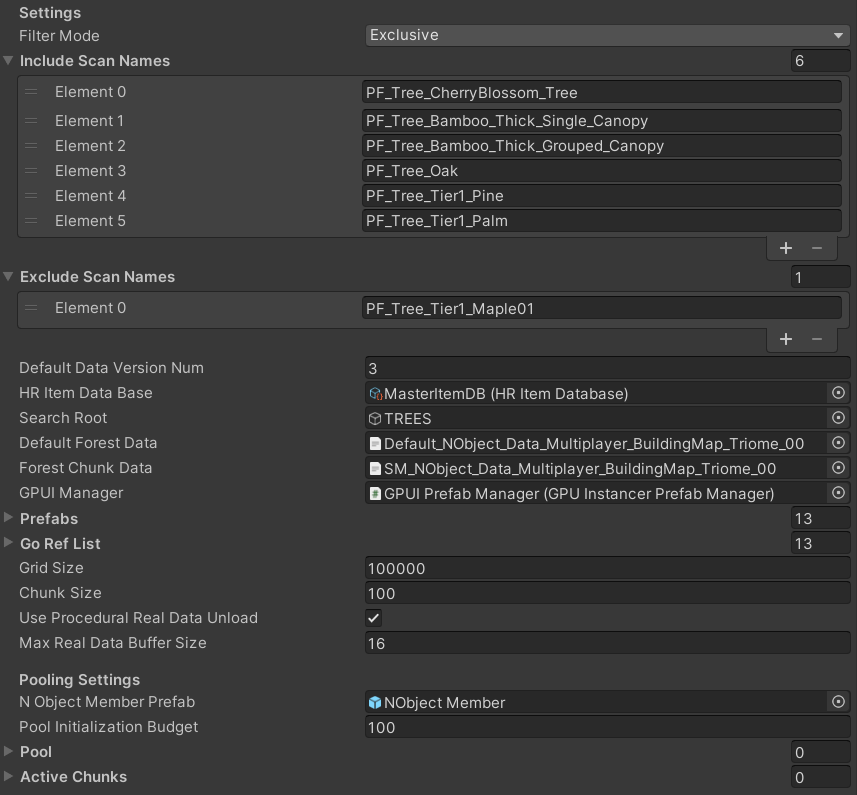 Settings
Filter Mode Exclusive
Include Scan Names 6
Element 0 PF_Tree_CherryBlossom_Tree
Element 1 PF_Tree_Bamboo_Thick_Single_Canopy
Element 2 PF_Tree_Bamboo_Thick_Grouped_Canopy
Element 3 PF_Tree_Oak
Element 4 PF_Tree_Tier1_Pine
Element 5 PF_Tree_Tier1_Palm
+ −
Exclude Scan Names 1
Element 0 PF_Tree_Tier1_Maple01
+ −
Default Data Version Num 3
HR Item Data Base MasterItemDB (HR Item Database)
Search Root TREES
Default Forest Data Default_NObject_Data_Multiplayer_BuildingMap_Triome_00
Forest Chunk Data SM_NObject_Data_Multiplayer_BuildingMap_Triome_00
GPUI Manager GPUI Prefab Manager (GPU Instancer Prefab Manager)
Prefabs 13
Go Ref List 13
Grid Size 100000
Chunk Size 100
Use Procedural Real Data Unload
Max Real Data Buffer Size 16
Pooling Settings
N Object Member Prefab NObject Member
Pool Initialization Budget 100
Pool 0
Active Chunks 0